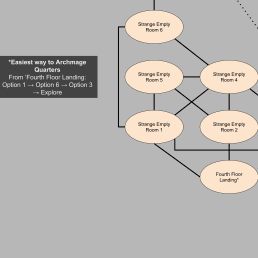 Strange Empty
Room 6
*Easiest way to Archmage
Quarters
From 'Fourth Floor Landing:
Option 1 → Option 6 → Option 3
→ Explore
Strange Empty
Room 5
Strange Empty
Room 4
Strange Empty
Room 1
Strange Empty
Room 2
Fourth Floor
Landing*